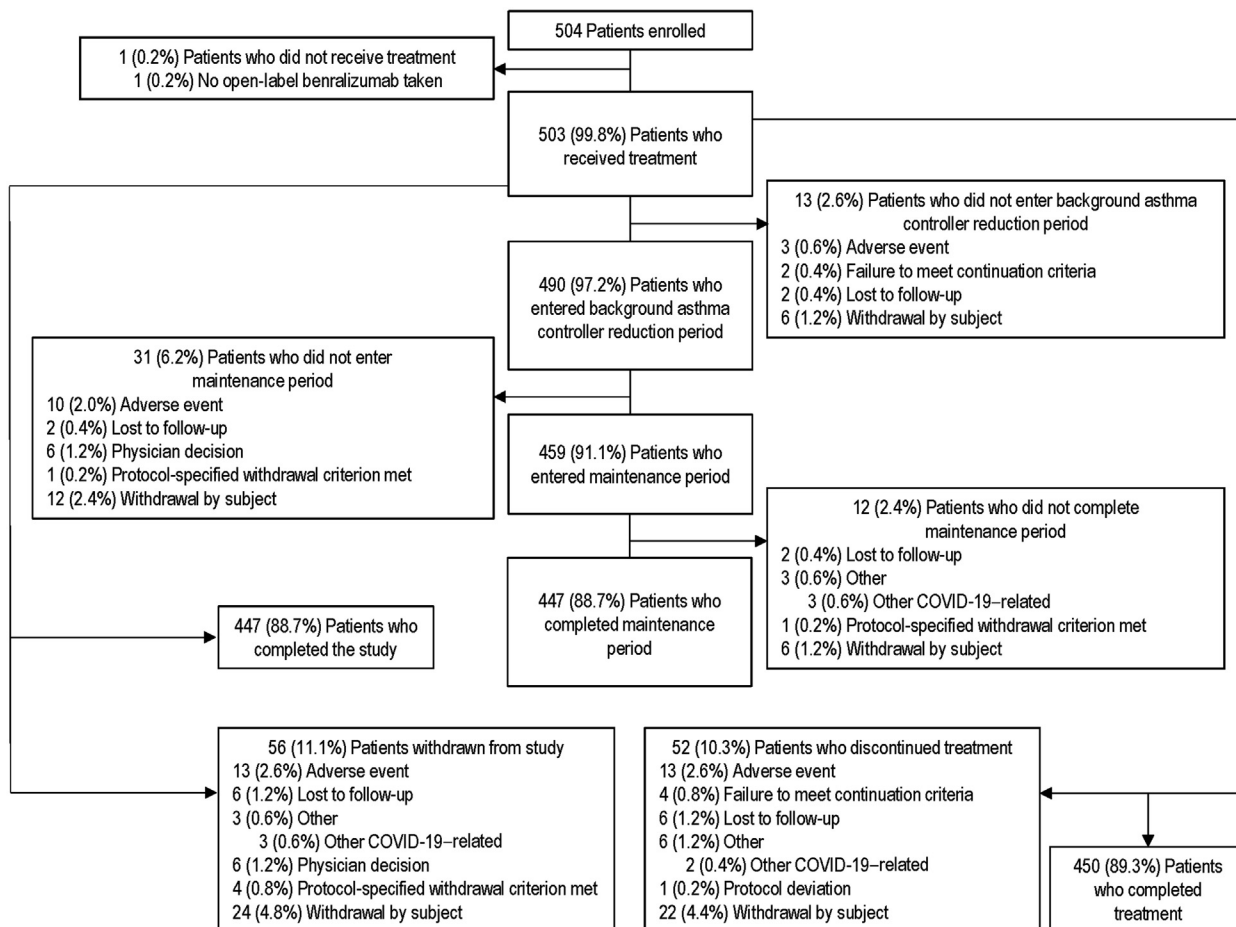 504 Patients enrolled
1 (0.2%) Patients who did not receive treatment
1 (0.2%) No open-label benralizumab taken
503 (99.8%) Patients who
received treatment
13 (2.6%) Patients who did not enter background asthma
controller reduction period
3 (0.6%) Adverse event
2 (0.4%) Failure to meet continuation criteria
2 (0.4%) Lost to follow-up
6 (1.2%) Withdrawal by subject
490 (97.2%) Patients who
entered background asthma
controller reduction period
31 (6.2%) Patients who did not enter
maintenance period
10 (2.0%) Adverse event
2 (0.4%) Lost to follow-up
6 (1.2%) Physician decision
1 (0.2%) Protocol-specified withdrawal criterion met
12 (2.4%) Withdrawal by subject
459 (91.1%) Patients who
entered maintenance period
12 (2.4%) Patients who did not complete
maintenance period
2 (0.4%) Lost to follow-up
3 (0.6%) Other
3 (0.6%) Other COVID-19–related
1 (0.2%) Protocol-specified withdrawal criterion met
6 (1.2%) Withdrawal by subject
447 (88.7%) Patients who
completed maintenance
period
447 (88.7%) Patients who
completed the study
56 (11.1%) Patients withdrawn from study
13 (2.6%) Adverse event
6 (1.2%) Lost to follow-up
3 (0.6%) Other
3 (0.6%) Other COVID-19–related
6 (1.2%) Physician decision
4 (0.8%) Protocol-specified withdrawal criterion met
24 (4.8%) Withdrawal by subject
52 (10.3%) Patients who discontinued treatment
13 (2.6%) Adverse event
4 (0.8%) Failure to meet continuation criteria
6 (1.2%) Lost to follow-up
6 (1.2%) Other
2 (0.4%) Other COVID-19–related
1 (0.2%) Protocol deviation
22 (4.4%) Withdrawal by subject
450 (89.3%) Patients
who completed
treatment